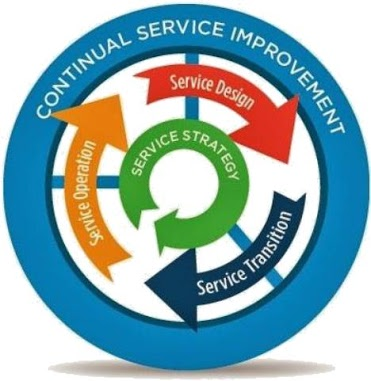 CONTINUAL SERVICE IMPROVEMENT
Service Design
SERVICE STRATEGY
Service Operation
Service Transition